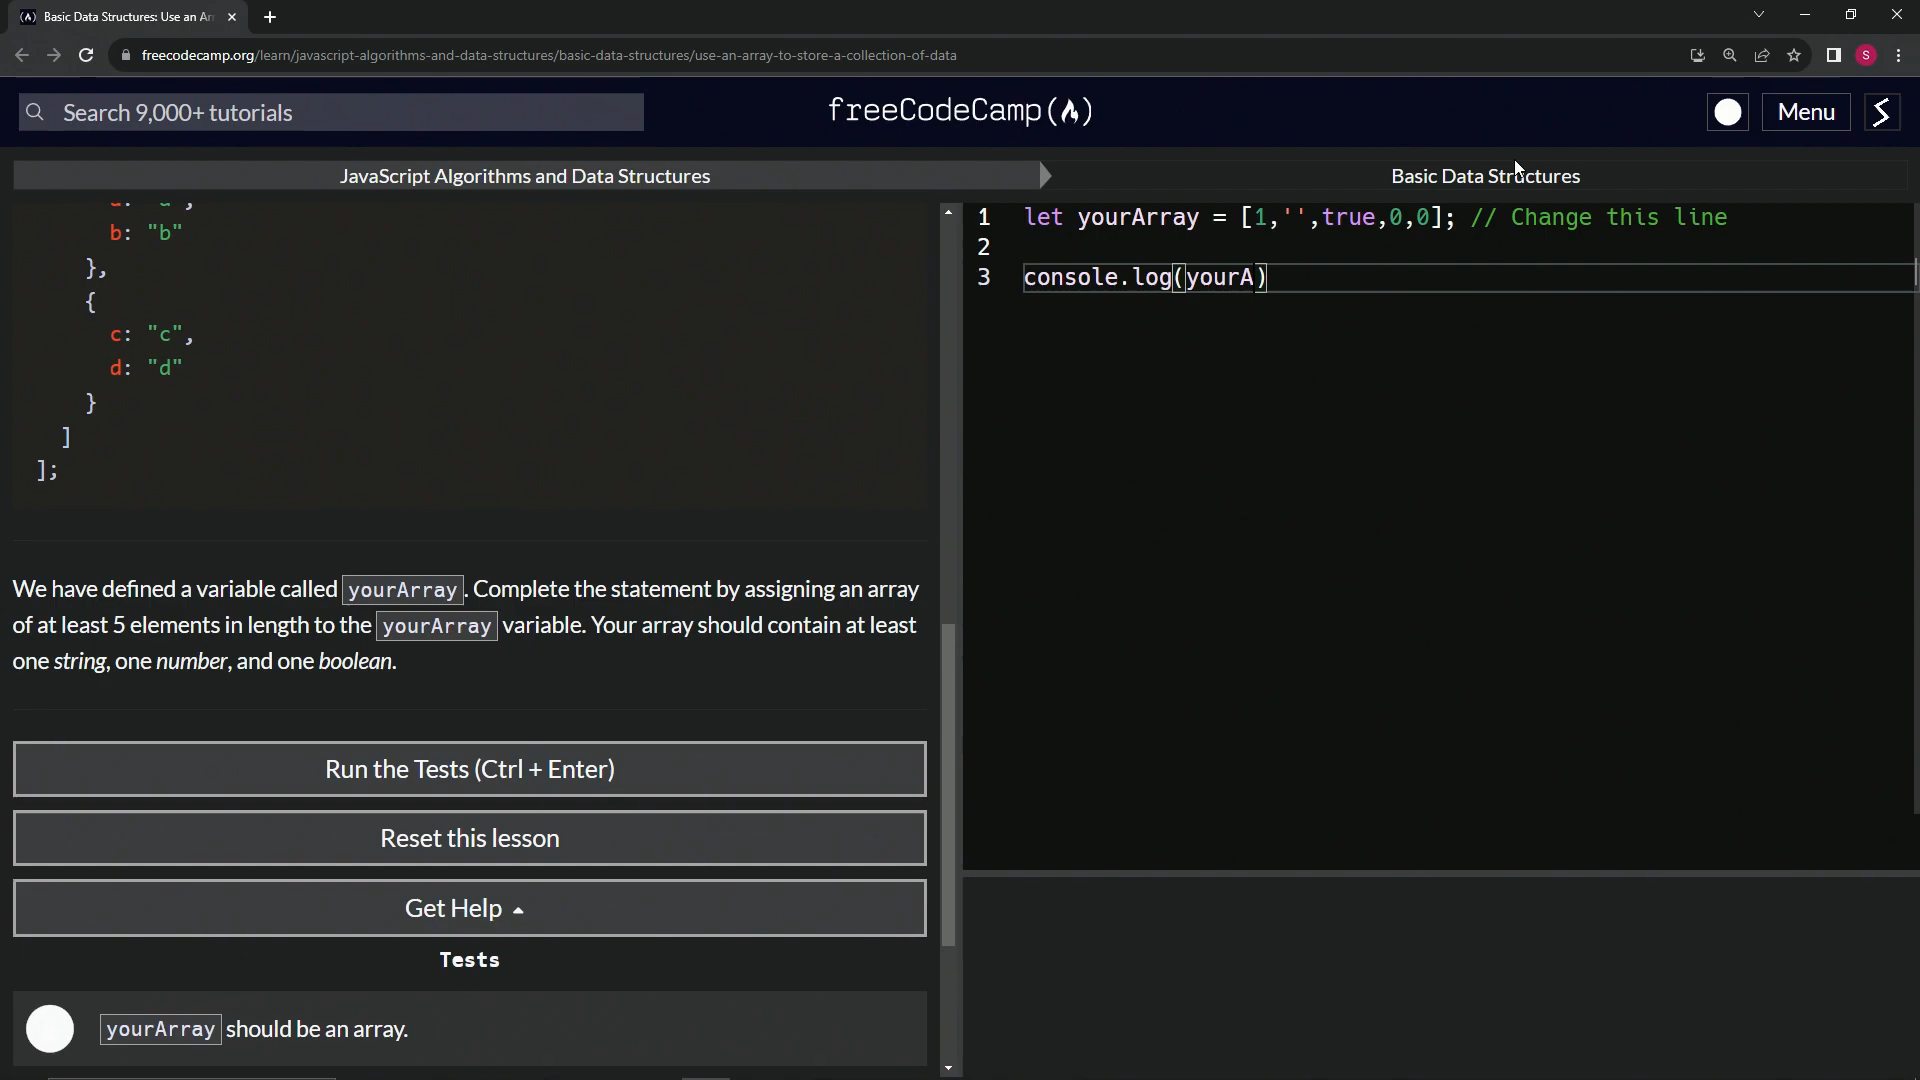 Basic Data Structures: Use an Ar
freecodecamp.org/learn/javascript-algorithms-and-data-structures/basic-data-structures/use-an-array-to-store-a-collection-of-data
S
Search 9,000+ tutorials
freeCodeCamp(🔥)
Menu
JavaScript Algorithms and Data Structures
Basic Data Structures
b: "b"
},
{
c: "c",
d: "d"
}
]
];
We have defined a variable called yourArray. Complete the statement by assigning an array
of at least 5 elements in length to the yourArray variable. Your array should contain at least
one string, one number, and one boolean.
Run the Tests (Ctrl + Enter)
Reset this lesson
Get Help
Tests
yourArray should be an array.
1 let yourArray = [1,'',true,0,0]; // Change this line
2
3 console.log(yourA)